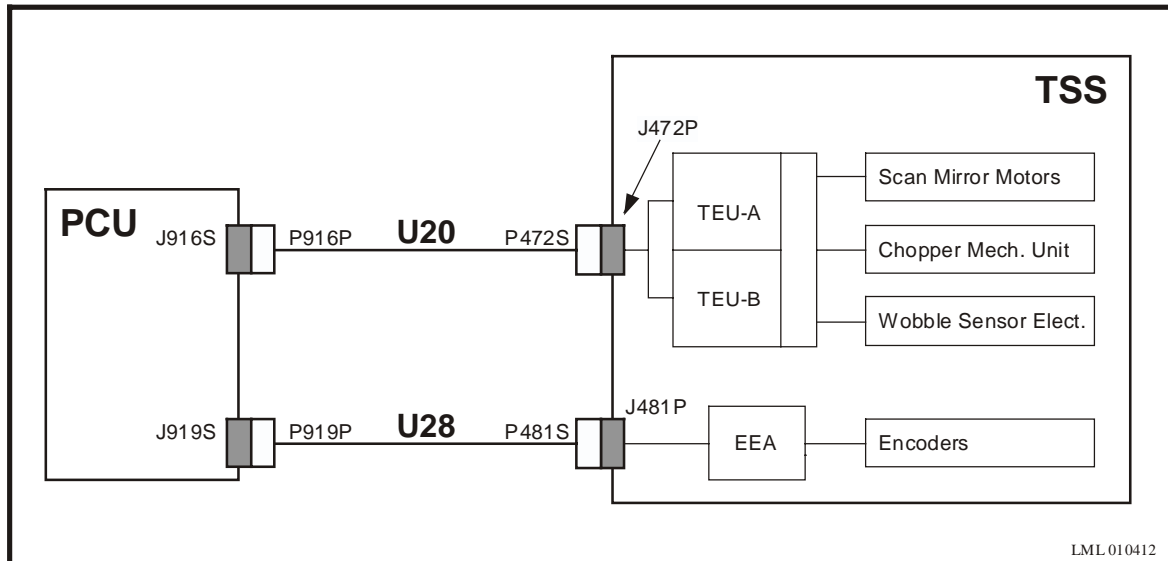 TSS
J472P
Scan Mirror Motors
PCU
TEU-A
J916S
P916P
U20
P472S
Chopper Mech. Unit
TEU-B
Wobble Sensor Elect.
J919S
P919P
U28
P481S
J481P
EEA
Encoders
LML 010412